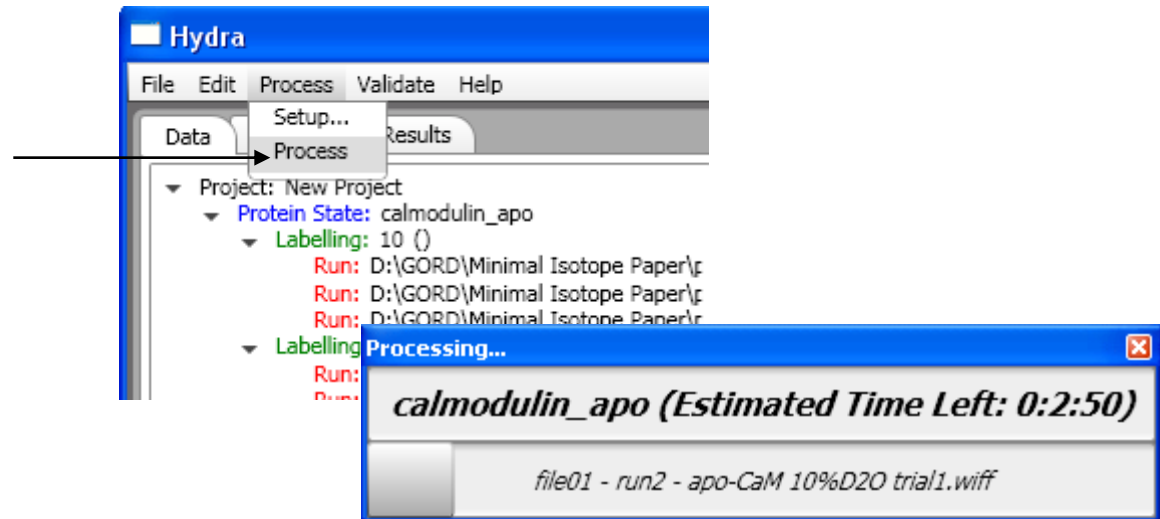 Hydra
File Edit Process Validate Help
Setup...
Data Results
Process
Project: New Project
Protein State: calmodulin_apo
Labelling: 10 ()
Run: D:\GORD\Minimal Isotope Paper\
Run: D:\GORD\Minimal Isotope Paper\
Run: D:\GORD\Minimal Isotope Paper\
Labelling
Processing...
Run:
Run:
calmodulin_apo (Estimated Time Left: 0:2:50)
file01 - run2 - apo-CaM 10%D2O trial1.wiff